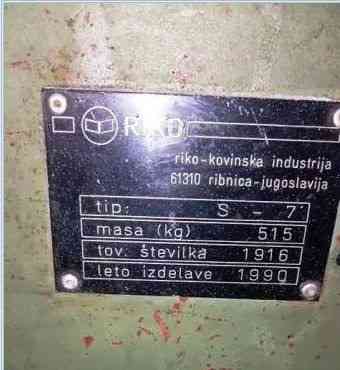 RIKO
riko-kovinska industrija
61310 ribnica-jugoslavija
tip: S - 7
masa (kg) 515
tov. številka 1916
leto izdelave 1990